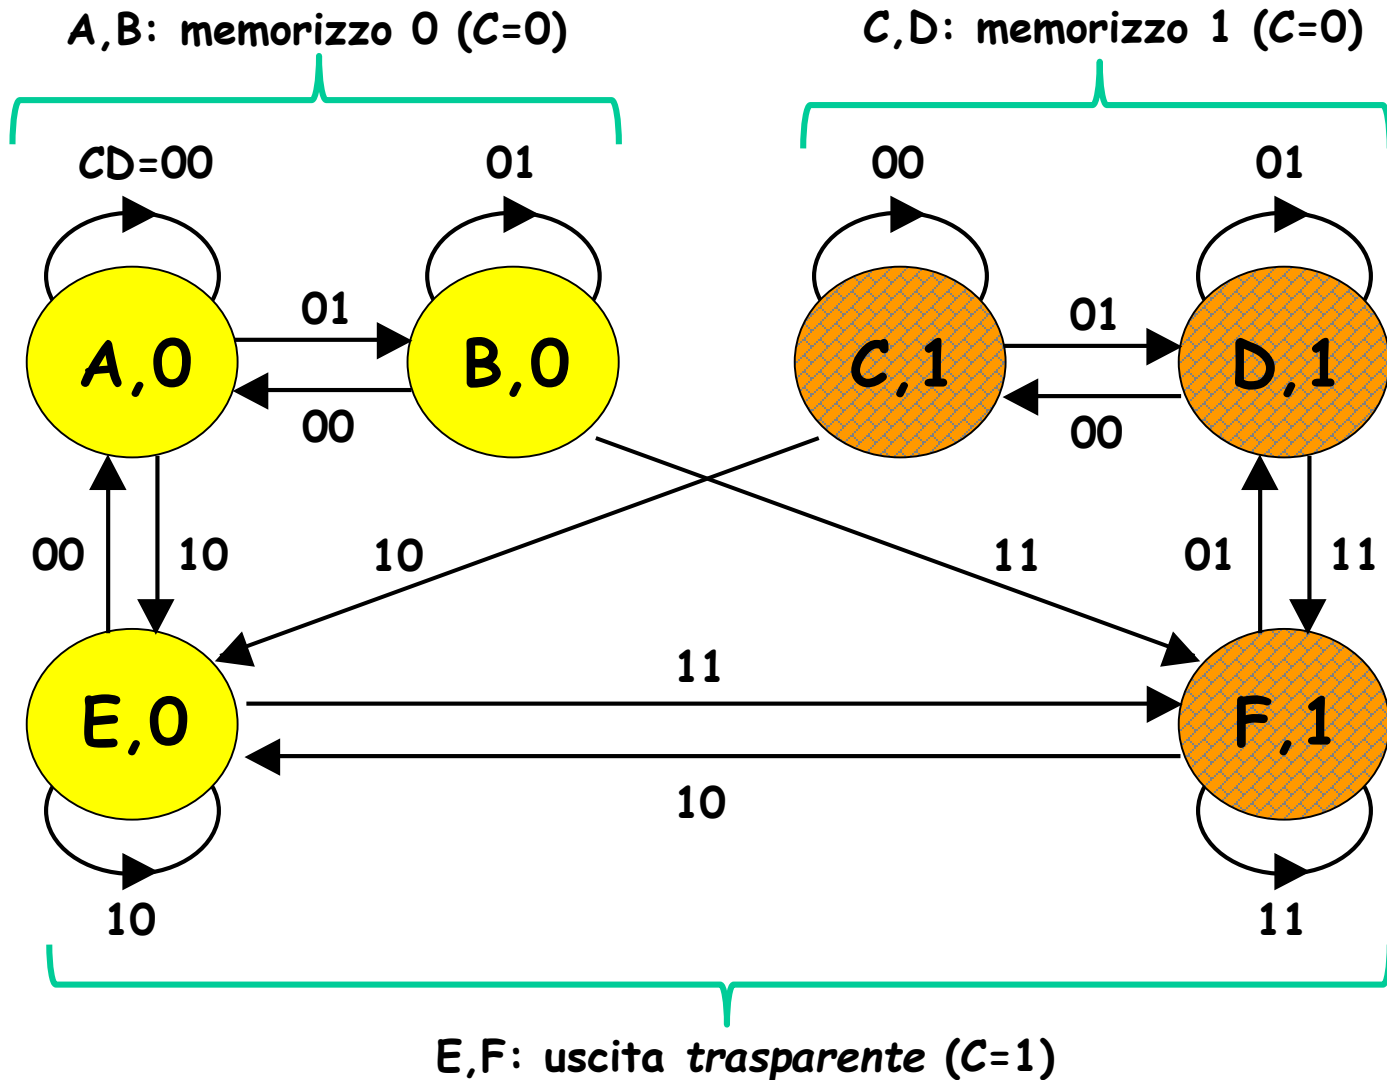 A,B: memorizzo 0 (C=0)
C,D: memorizzo 1 (C=0)
CD=00
01
00
01
A,0
01
B,0
00
C,1
01
D,1
00
00
10
10
11
01
11
11
E,0
F,1
10
10
11
E,F: uscita trasparente (C=1)